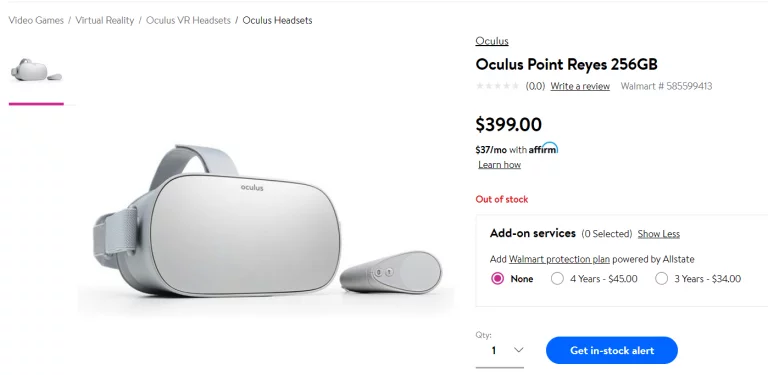 Video Games / Virtual Reality / Oculus VR Headsets / Oculus Headsets
Oculus
Oculus Point Reyes 256GB
(0.0) Write a review Walmart # 585599413
$399.00
$37/mo with affirm
Learn how
Out of stock
Add-on services (0 Selected) Show Less
Add Walmart protection plan powered by Allstate
None 4 Years - $45.00 3 Years - $34.00
Qty:
1 Get in-stock alert
oculus